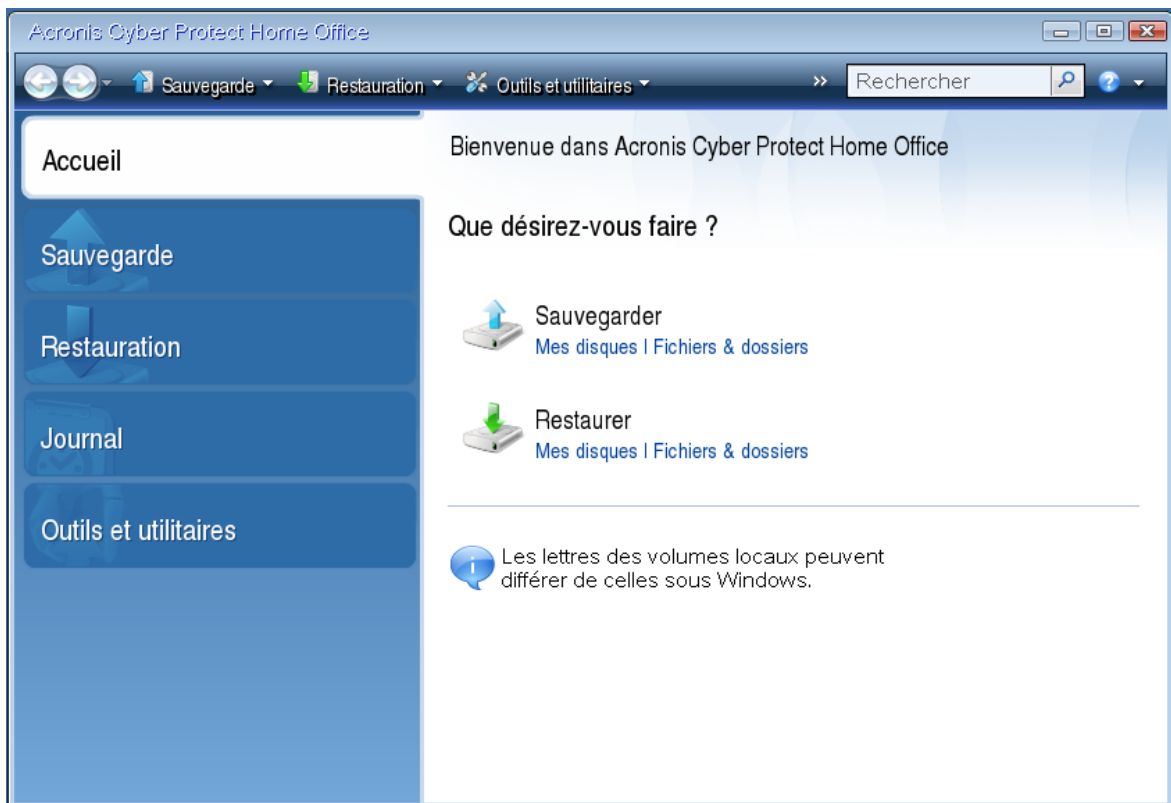 Acronis Cyber Protect Home Office
Sauvegarde Restauration Outils et utilitaires » Rechercher
Accueil
Sauvegarde
Restauration
Journal
Outils et utilitaires
Bienvenue dans Acronis Cyber Protect Home Office
Que désirez-vous faire ?
Sauvegarder
Mes disques | Fichiers & dossiers
Restaurer
Mes disques | Fichiers & dossiers
Les lettres des volumes locaux peuvent
différer de celles sous Windows.